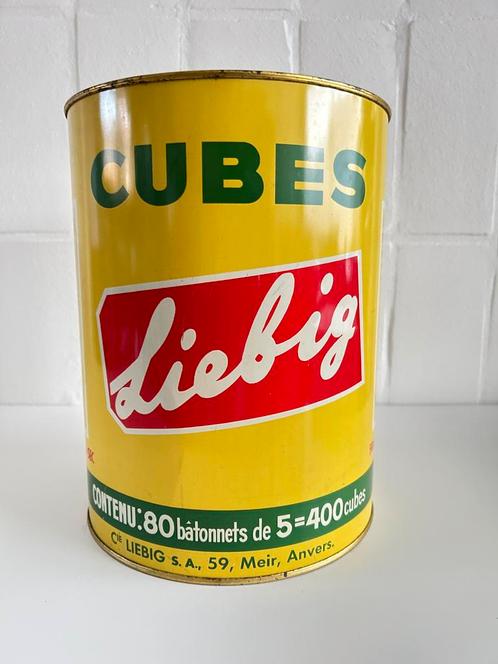 CUBES
Liebig
CONTENU: 80 bâtonnets de 5=400 cubes
Cie LIEBIG S.A., 59, Meir, Anvers.